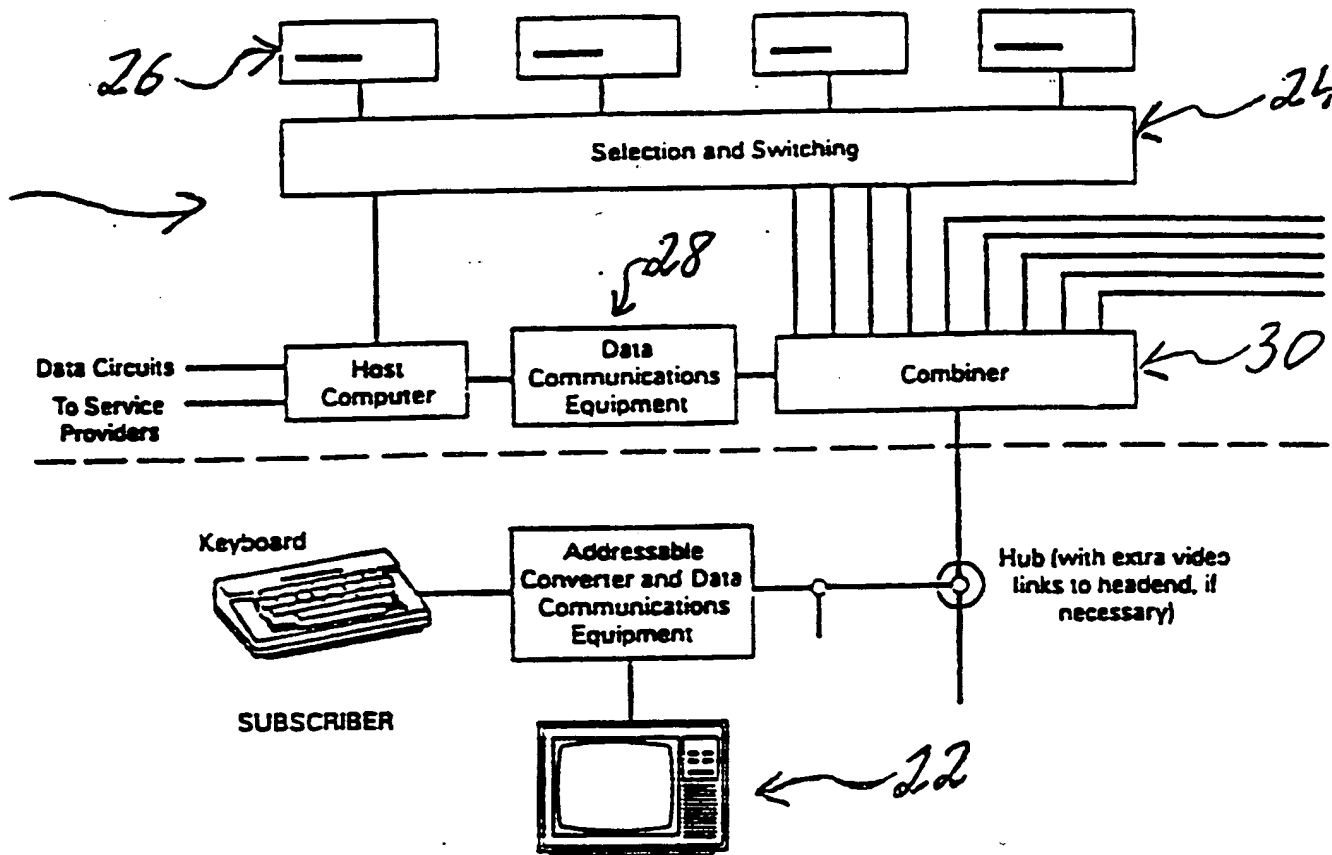 26
24
Selection and Switching
28
Data Circuits
To Service
Providers
Host
Computer
Data
Communications
Equipment
Combiner
30
Keyboard
Addressable
Converter and Data
Communications
Equipment
Hub (with extra video
links to headend, if
necessary)
SUBSCRIBER
22